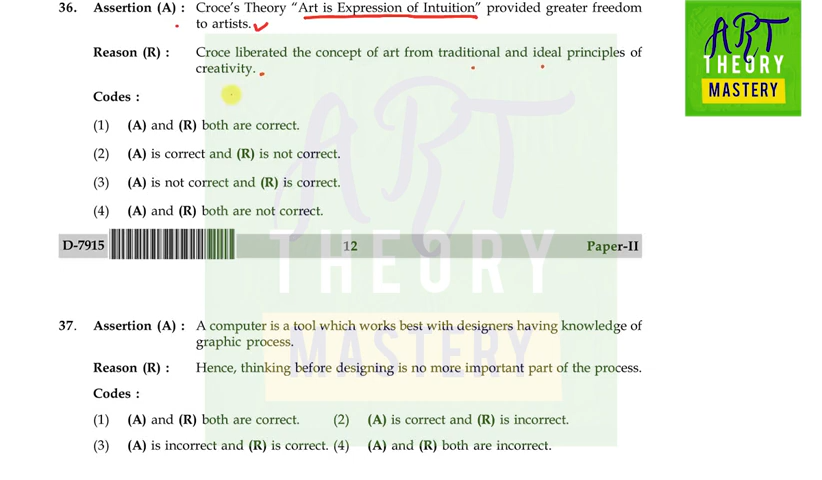 36. Assertion (A) : Croce's Theory "Art is Expression of Intuition" provided greater freedom
to artists.
Reason (R) : Croce liberated the concept of art from traditional and ideal principles of
creativity.
Codes :
(1) (A) and (R) both are correct.
(2) (A) is correct and (R) is not correct.
(3) (A) is not correct and (R) is correct.
(4) (A) and (R) both are not correct.
D-7915 12 Paper-II
37. Assertion (A) : A computer is a tool which works best with designers having knowledge of
graphic process.
Reason (R) : Hence, thinking before designing is no more important part of the process.
Codes :
(1) (A) and (R) both are correct. (2) (A) is correct and (R) is incorrect.
(3) (A) is incorrect and (R) is correct. (4) (A) and (R) both are incorrect.
ART
THEORY
MASTERY
ART
THEORY
MASTERY